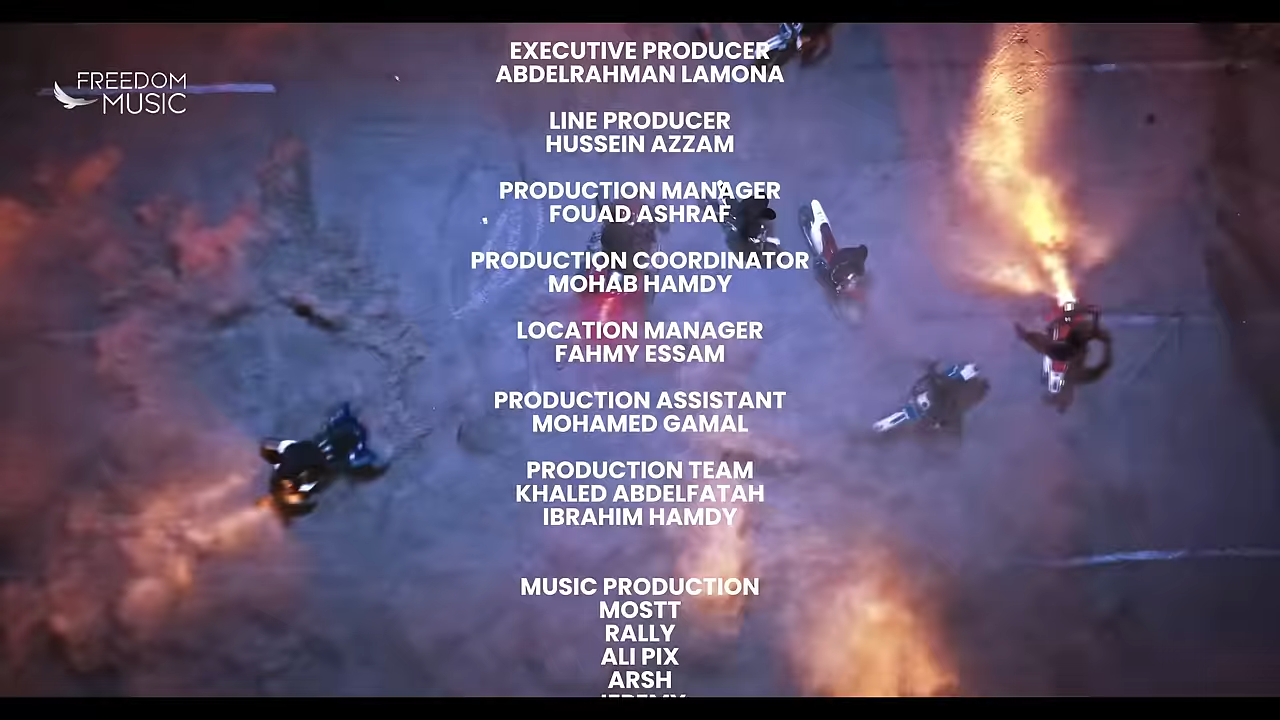 FREEDOM
MUSIC
EXECUTIVE PRODUCER
ABDELRAHMAN LAMONA
LINE PRODUCER
HUSSEIN AZZAM
PRODUCTION MANAGER
FOUAD ASHRAF
PRODUCTION COORDINATOR
MOHAB HAMDY
LOCATION MANAGER
FAHMY ESSAM
PRODUCTION ASSISTANT
MOHAMED GAMAL
PRODUCTION TEAM
KHALED ABDELFATAH
IBRAHIM HAMDY
MUSIC PRODUCTION
MOSTT
RALLY
ALI PIX
ARSH